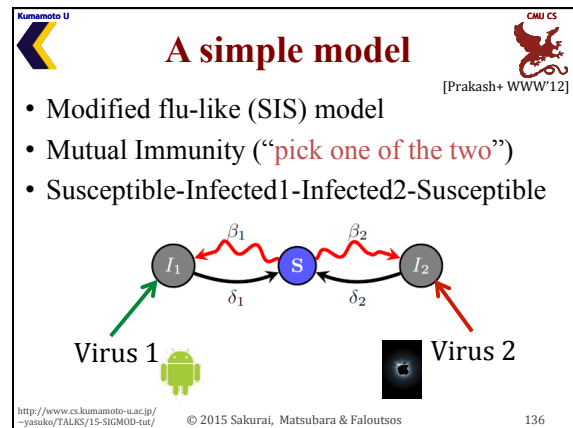 Kumamoto U
CMU CS
A simple model
[Prakash+ WWW'12]
• Modified flu-like (SIS) model
• Mutual Immunity (“pick one of the two”)
• Susceptible-Infected1-Infected2-Susceptible
β₁ β₂
I₁ S I₂
δ₁ δ₂
Virus 1 Virus 2
http://www.cs.kumamoto-u.ac.jp/
~yasuko/TALKS/15-SIGMOD-tut/
© 2015 Sakurai, Matsubara & Faloutsos
136